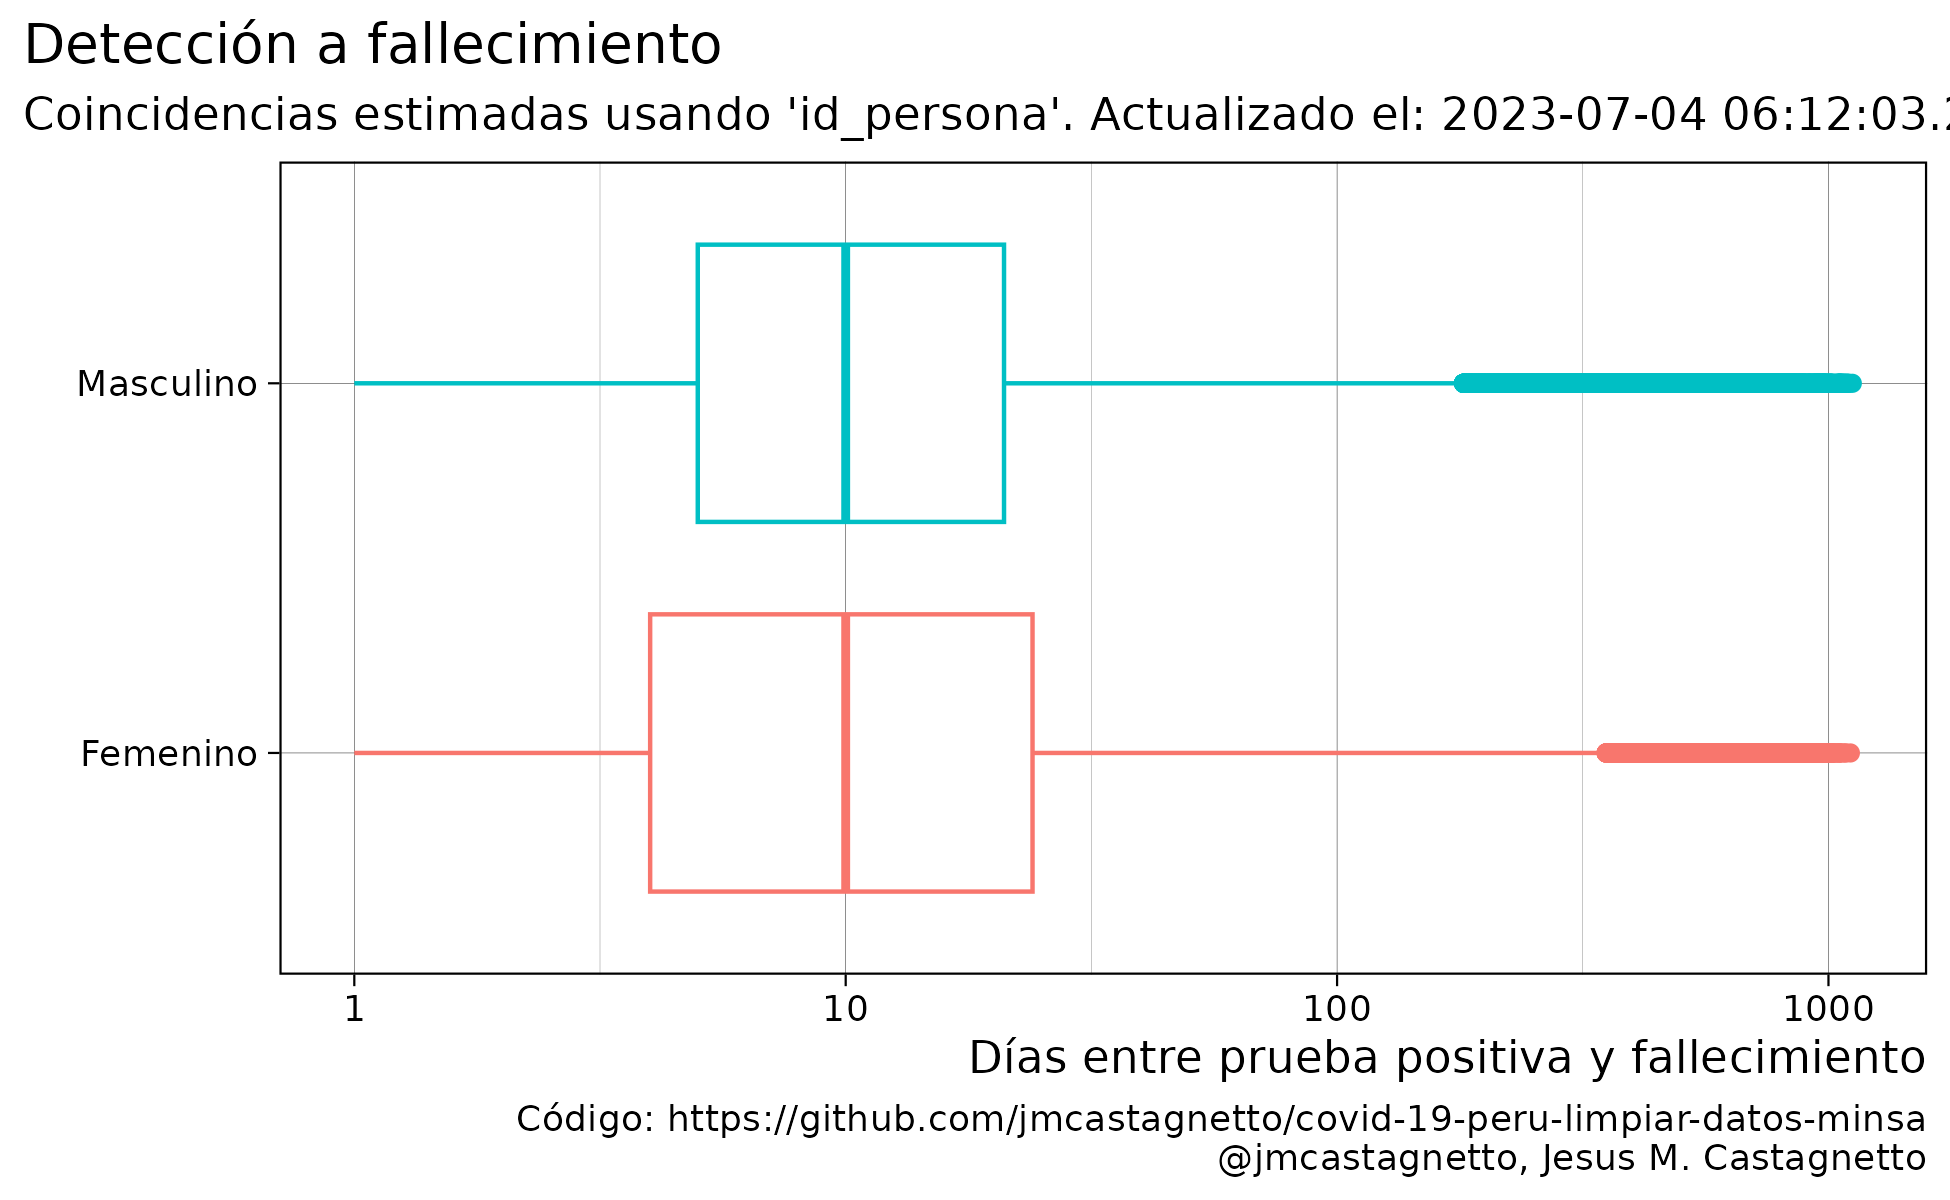 Detección a fallecimiento
Coincidencias estimadas usando 'id_persona'. Actualizado el: 2023-07-04 06:12:03.2
Masculino
Femenino
1 10 100 1000
Días entre prueba positiva y fallecimiento
Código: https://github.com/jmcastagnetto/covid-19-peru-limpiar-datos-minsa
@jmcastagnetto, Jesus M. Castagnetto